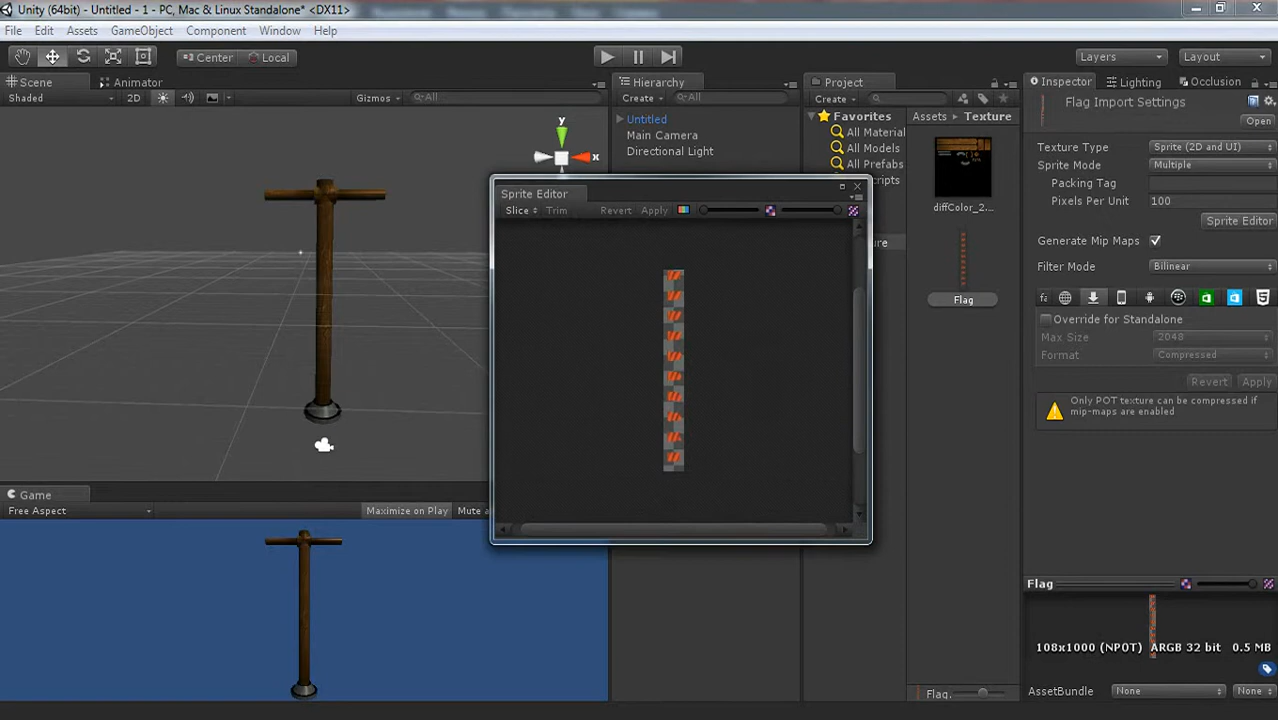 Unity (64bit) - Untitled - 1 - PC, Mac & Linux Standalone* <DX11>
File Edit Assets GameObject Component Window Help
Center Local Layers Layout
Scene Animator Hierarchy Project Inspector Lighting Occlusion
Shaded 2D Gizmos All Create All Create
Flag Import Settings
Open
Favorites Assets Texture
Untitled
Main Camera
Directional Light
All Material
All Models
All Prefabs
cripts
ure
y
x
diffColor_2...
Flag
Texture Type Sprite (2D and UI)
Sprite Mode Multiple
Packing Tag
Pixels Per Unit 100
Sprite Editor
Generate Mip Maps
Filter Mode Bilinear
Override for Standalone
Max Size 2048
Format Compressed
Revert Apply
Only POT texture can be compressed if
mip-maps are enabled
Sprite Editor
Slice Trim Revert Apply
Game
Free Aspect Maximize on Play Mute a
Flag
108x1000 (NPOT) ARGB 32 bit 0.5 MB
Flag.
AssetBundle None None